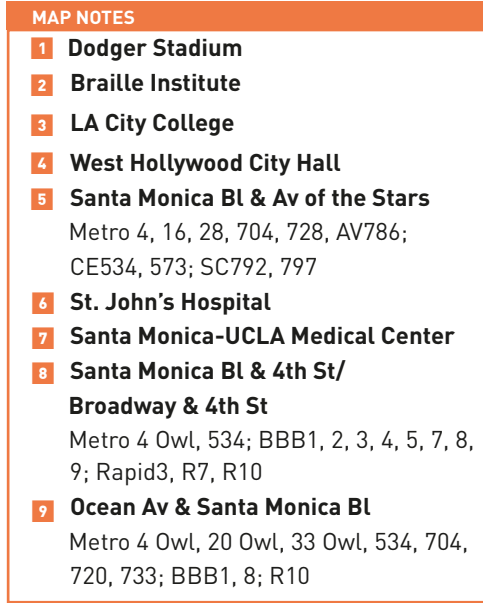 MAP NOTES
1 Dodger Stadium
2 Braille Institute
3 LA City College
4 West Hollywood City Hall
5 Santa Monica Bl & Av of the Stars
Metro 4, 16, 28, 704, 728, AV786;
CE534, 573; SC792, 797
6 St. John’s Hospital
7 Santa Monica-UCLA Medical Center
8 Santa Monica Bl & 4th St/
Broadway & 4th St
Metro 4 Owl, 534; BBB1, 2, 3, 4, 5, 7, 8,
9; Rapid3, R7, R10
9 Ocean Av & Santa Monica Bl
Metro 4 Owl, 20 Owl, 33 Owl, 534, 704,
720, 733; BBB1, 8; R10